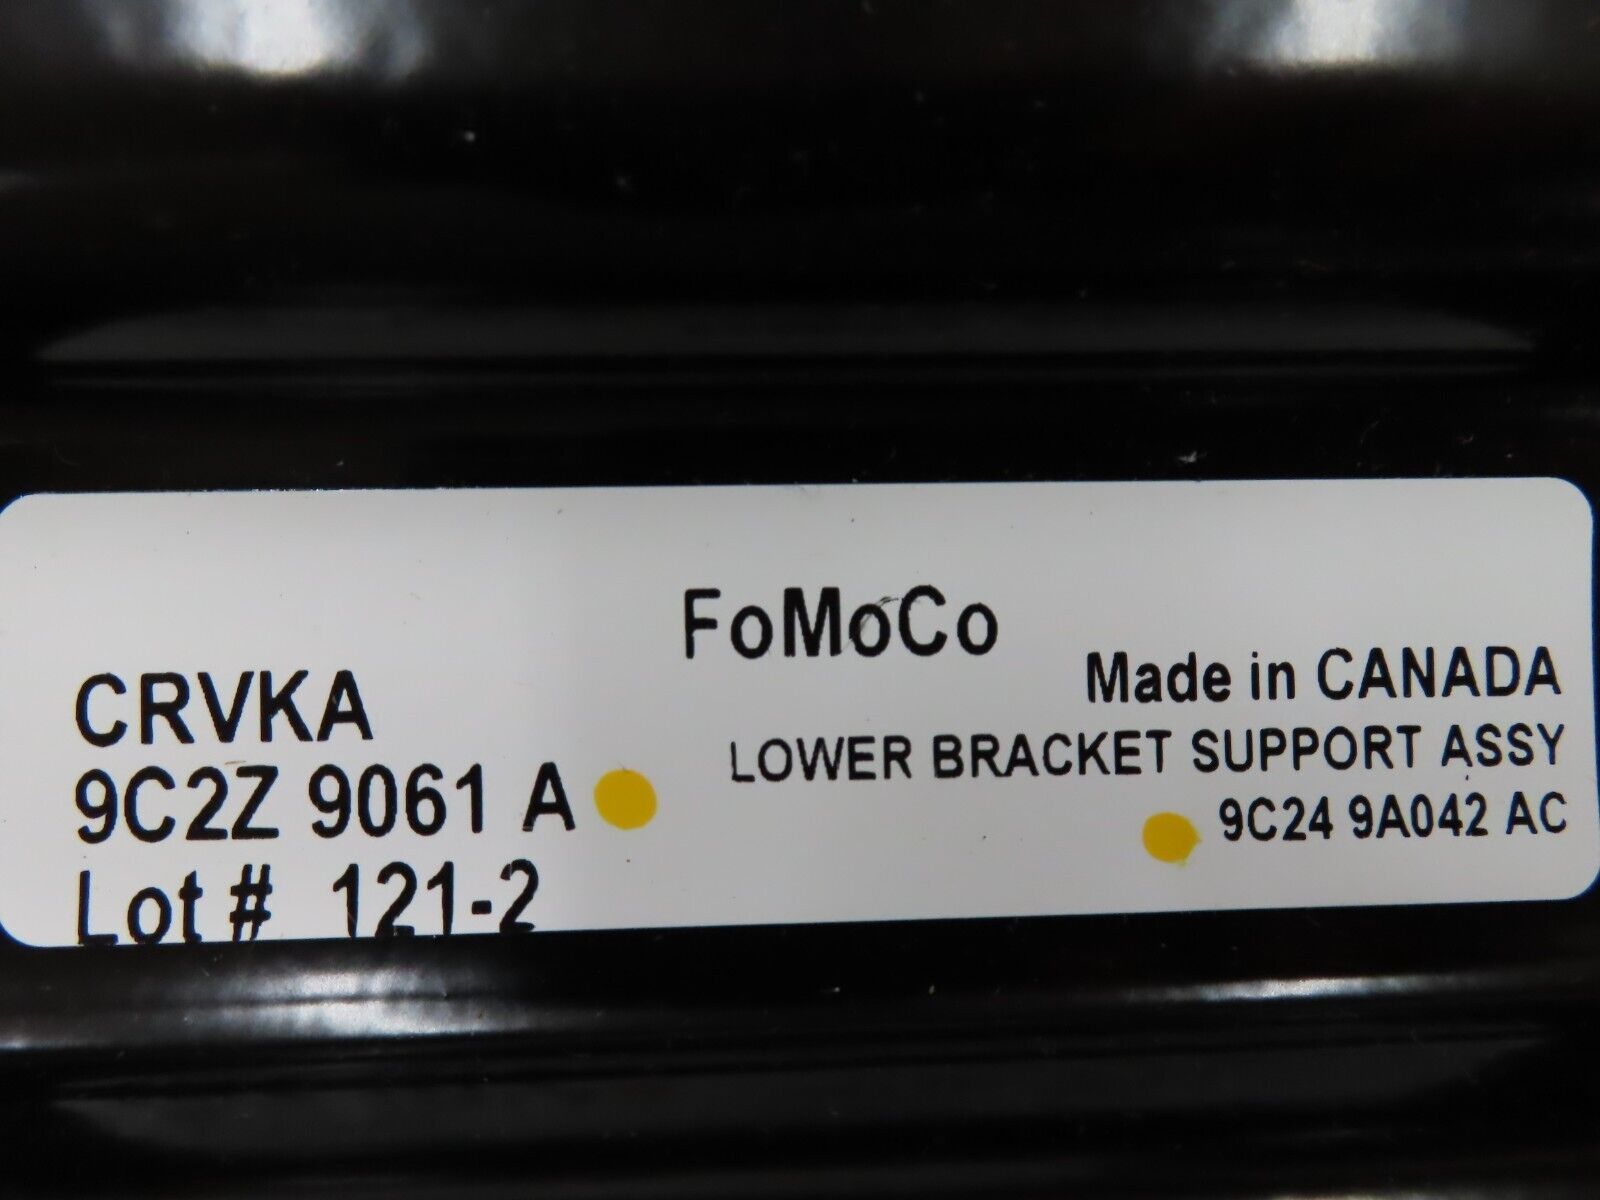 FoMoCo
CRVKA
Made in CANADA
9C2Z 9061 A
LOWER BRACKET SUPPORT ASSY
9C24 9A042 AC
Lot # 121-2